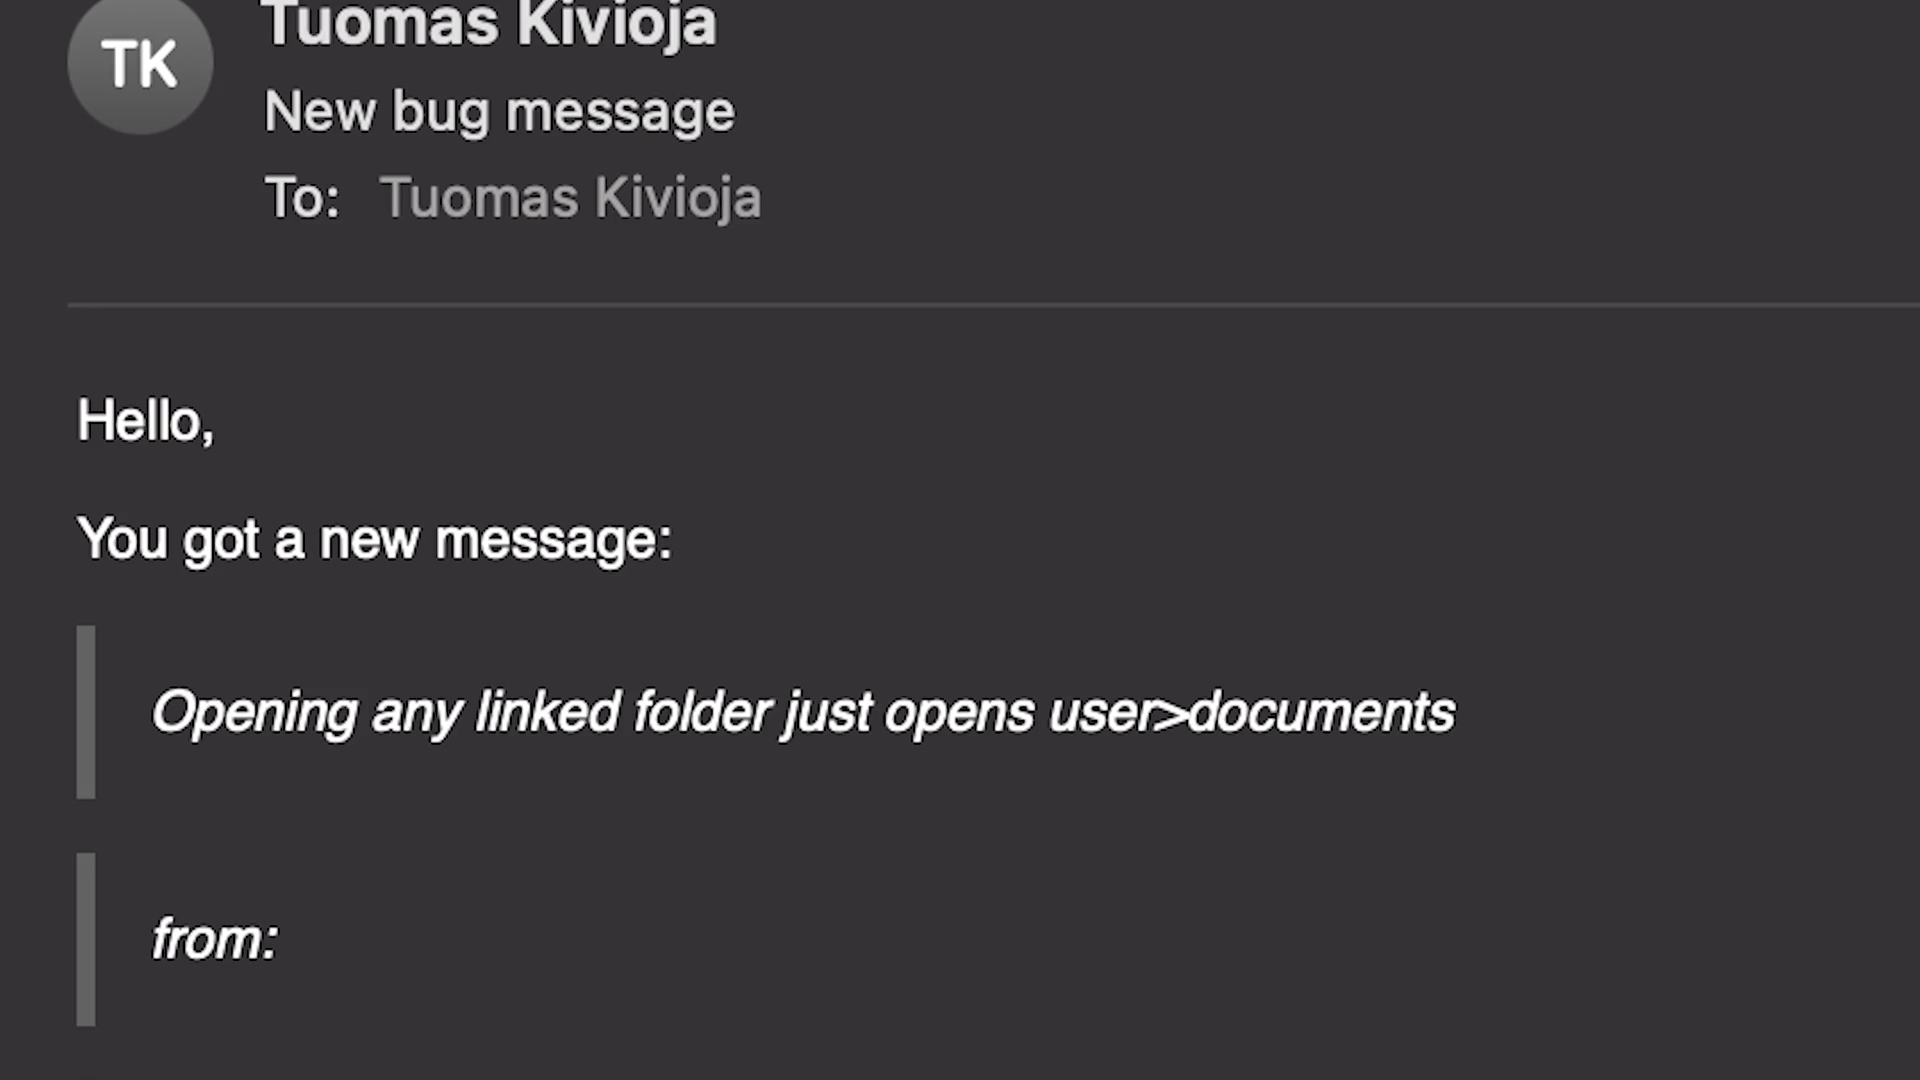 TK
Tuomas Kivioja
New bug message
To: Tuomas Kivioja
Hello,
You got a new message:
Opening any linked folder just opens user>documents
from: